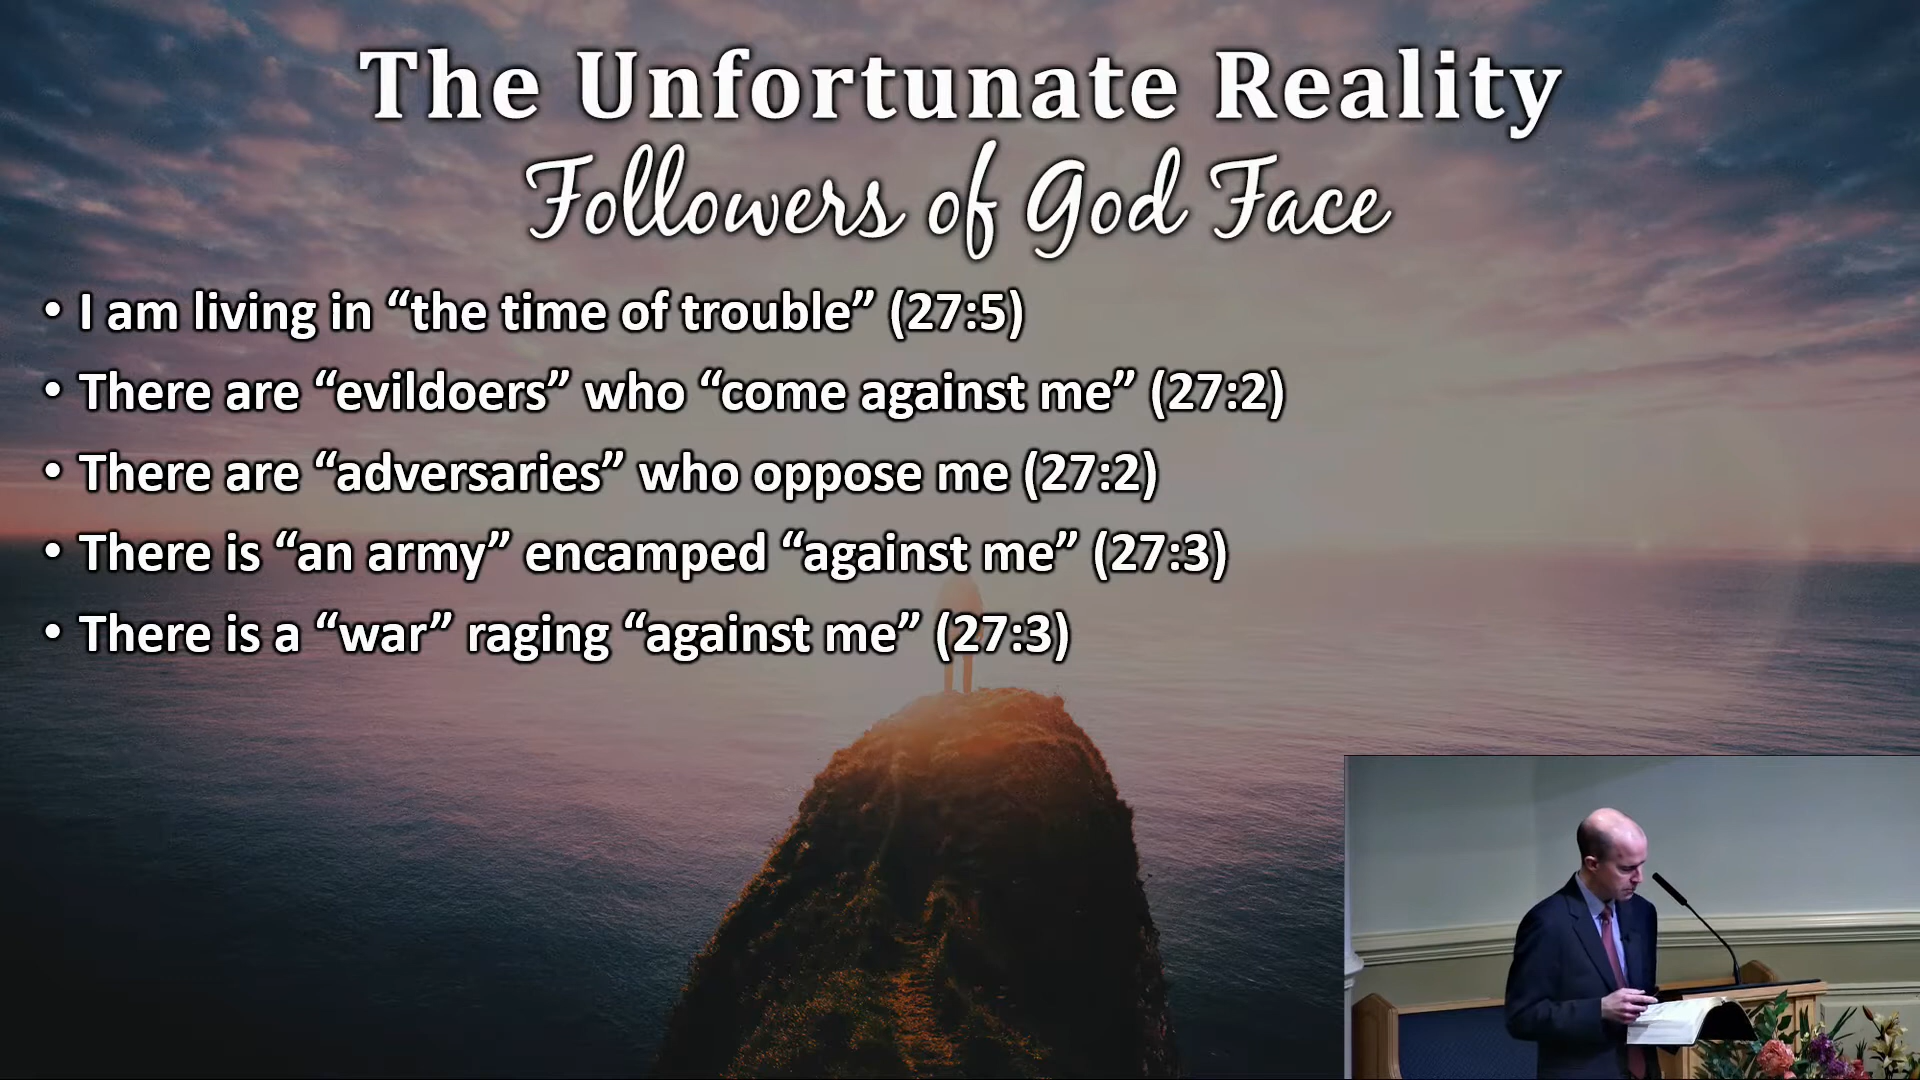 The Unfortunate Reality
Followers of God Face
• I am living in “the time of trouble” (27:5)
• There are “evildoers” who “come against me” (27:2)
• There are “adversaries” who oppose me (27:2)
• There is “an army” encamped “against me” (27:3)
• There is a “war” raging “against me” (27:3)